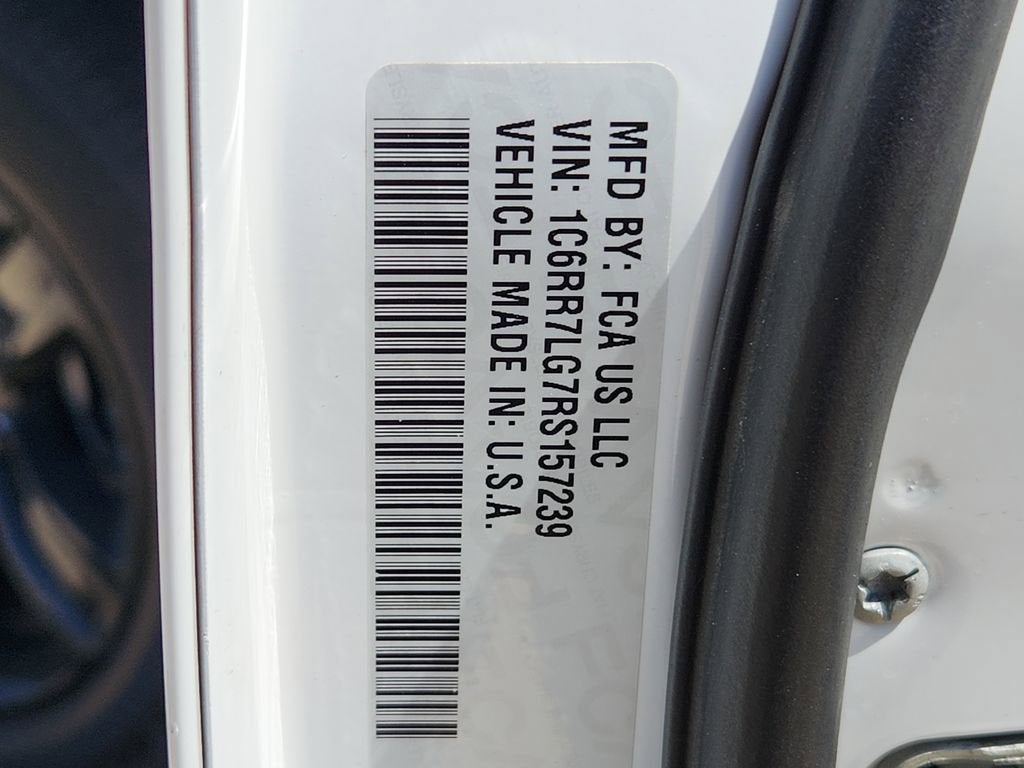 MFD BY: FCA US LLC
VIN: 1C6RR7LG7RS157239
VEHICLE MADE IN: U.S.A.